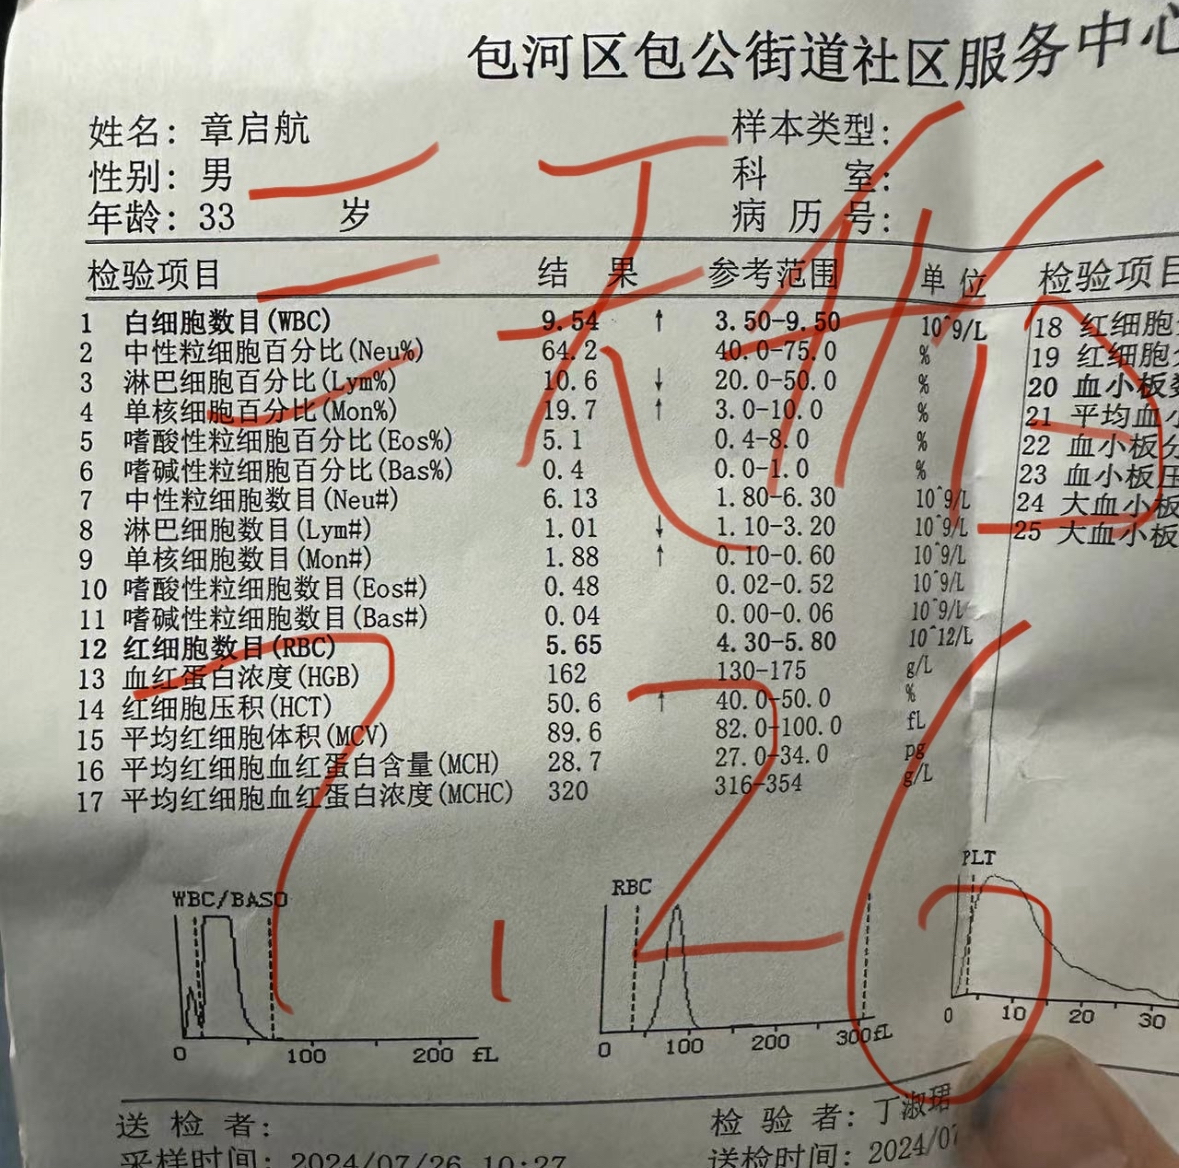 包河区包公街道社区服务中心
姓名: 章启航 样本类型:
性别: 男 科 室:
年龄: 33 岁 病 历 号:
检验项目 结 果 参考范围 单 位 检验项目
1 白细胞数目(WBC) 9.54 ↑ 3.50-9.50 10^9/L 18 红细胞
2 中性粒细胞百分比(Neu%) 64.2 40.0-75.0 % 19 红细胞
3 淋巴细胞百分比(Lym%) 10.6 ↓ 20.0-50.0 % 20 血小板数
4 单核细胞百分比(Mon%) 19.7 ↑ 3.0-10.0 % 21 平均血小
5 嗜酸性粒细胞百分比(Eos%) 5.1 0.4-8.0 % 22 血小板分
6 嗜碱性粒细胞百分比(Bas%) 0.4 0.0-1.0 % 23 血小板压
7 中性粒细胞数目(Neu#) 6.13 1.80-6.30 10^9/L 24 大血小板
8 淋巴细胞数目(Lym#) 1.01 ↓ 1.10-3.20 10^9/L 25 大血小板
9 单核细胞数目(Mon#) 1.88 ↑ 0.10-0.60 10^9/L
10 嗜酸性粒细胞数目(Eos#) 0.48 0.02-0.52 10^9/L
11 嗜碱性粒细胞数目(Bas#) 0.04 0.00-0.06 10^9/L
12 红细胞数目(RBC) 5.65 4.30-5.80 10^12/L
13 血红蛋白浓度(HGB) 162 130-175 g/L
14 红细胞压积(HCT) 50.6 ↑ 40.0-50.0 %
15 平均红细胞体积(MCV) 89.6 82.0-100.0 fL
16 平均红细胞血红蛋白含量(MCH) 28.7 27.0-34.0 pg
17 平均红细胞血红蛋白浓度(MCHC) 320 316-354 g/L
WBC/BASO RBC PLT
0 100 200 fL 0 100 200 300fL 0 10 20 30
送 检 者: 检 验 者: 丁淑珺
采样时间: 2024/07/26 10:27 送检时间: 2024/07
三天
7.26